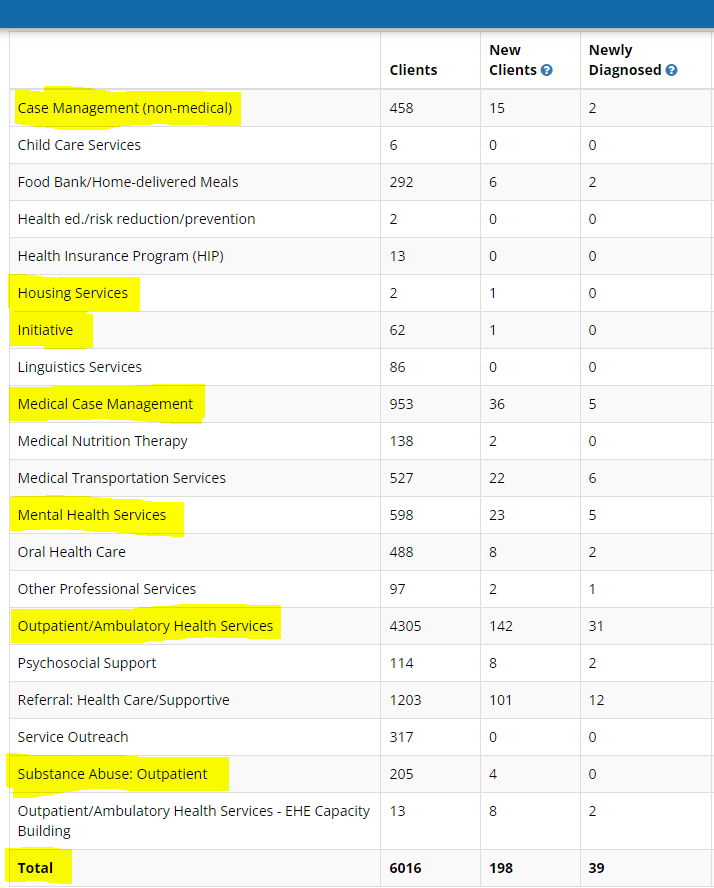 Clients New Clients Newly Diagnosed
Case Management (non-medical) 458 15 2
Child Care Services 6 0 0
Food Bank/Home-delivered Meals 292 6 2
Health ed./risk reduction/prevention 2 0 0
Health Insurance Program (HIP) 13 0 0
Housing Services 2 1 0
Initiative 62 1 0
Linguistics Services 86 0 0
Medical Case Management 953 36 5
Medical Nutrition Therapy 138 2 0
Medical Transportation Services 527 22 6
Mental Health Services 598 23 5
Oral Health Care 488 8 2
Other Professional Services 97 2 1
Outpatient/Ambulatory Health Services 4305 142 31
Psychosocial Support 114 8 2
Referral: Health Care/Supportive 1203 101 12
Service Outreach 317 0 0
Substance Abuse: Outpatient 205 4 0
Outpatient/Ambulatory Health Services - EHE Capacity 13 8 2
Building
Total 6016 198 39